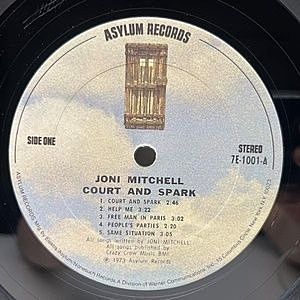 ASYLUM RECORDS
SIDE ONE
STEREO
7E-1001-A
JONI MITCHELL
COURT AND SPARK
1. COURT AND SPARK 2:46
2. HELP ME 3:22
3. FREE MAN IN PARIS 3:02
4. PEOPLE'S PARTIES 2:20
5. SAME SITUATION 3:05
All songs written by JONI MITCHELL
All songs published by
Crazy Crow Music BMI
℗ 1973 Asylum Records